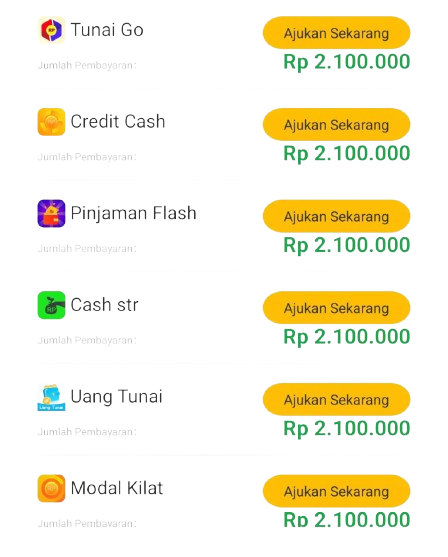 Tunai Go
Ajukan Sekarang
Jumlah Pembayaran:
Rp 2.100.000
Credit Cash
Ajukan Sekarang
Jumlah Pembayaran:
Rp 2.100.000
Pinjaman Flash
Ajukan Sekarang
Jumlah Pembayaran:
Rp 2.100.000
RP
Cash str
Ajukan Sekarang
Jumlah Pembayaran:
Rp 2.100.000
Uang Tunai
Uang Tunai
Ajukan Sekarang
Jumlah Pembayaran:
Rp 2.100.000
Modal Kilat
Ajukan Sekarang
Jumlah Pembayaran:
Rp 2.100.000